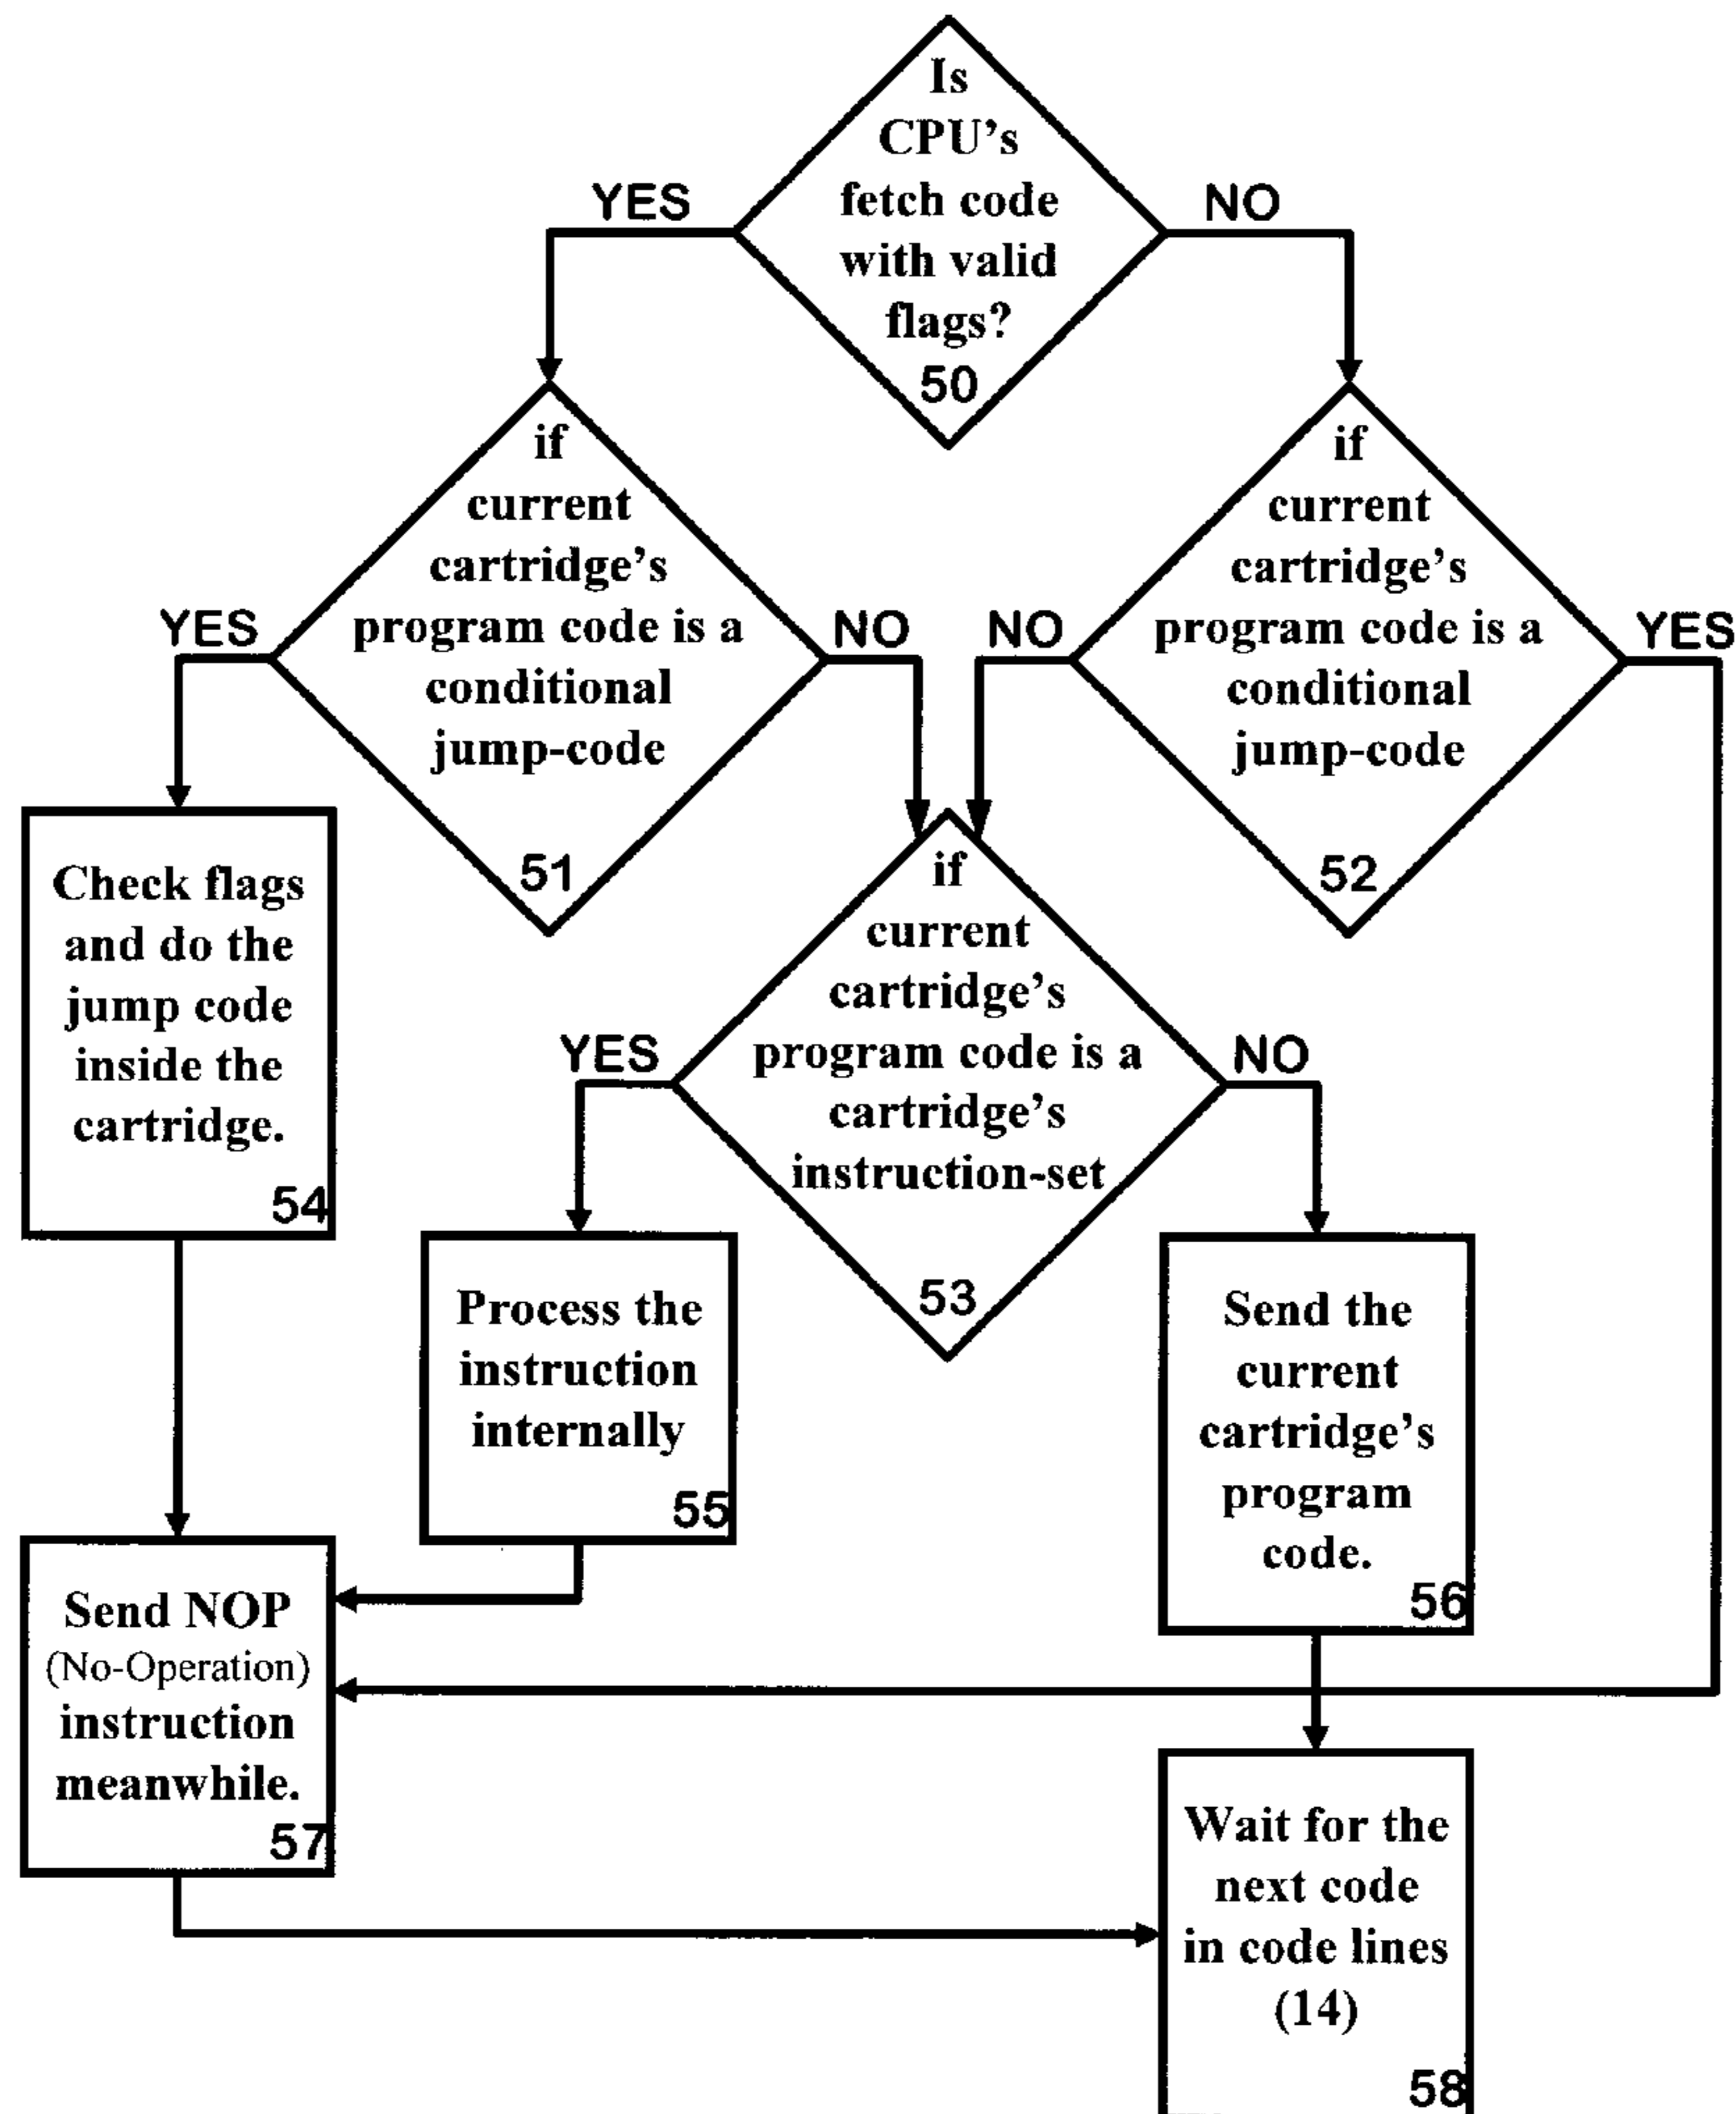 Is
CPU's
fetch code
with valid
flags?
50
YES
NO
if
current
cartridge's
program code is a
conditional
jump-code
51
YES
NO
if
current
cartridge's
program code is a
conditional
jump-code
52
NO
YES
Check flags
and do the
jump code
inside the
cartridge.
54
if
current
cartridge's
program code is a
cartridge's
instruction-set
53
YES
NO
Process the
instruction
internally
55
Send the
current
cartridge's
program
code.
56
Send NOP
(No-Operation)
instruction
meanwhile.
57
Wait for the
next code
in code lines
(14)
58